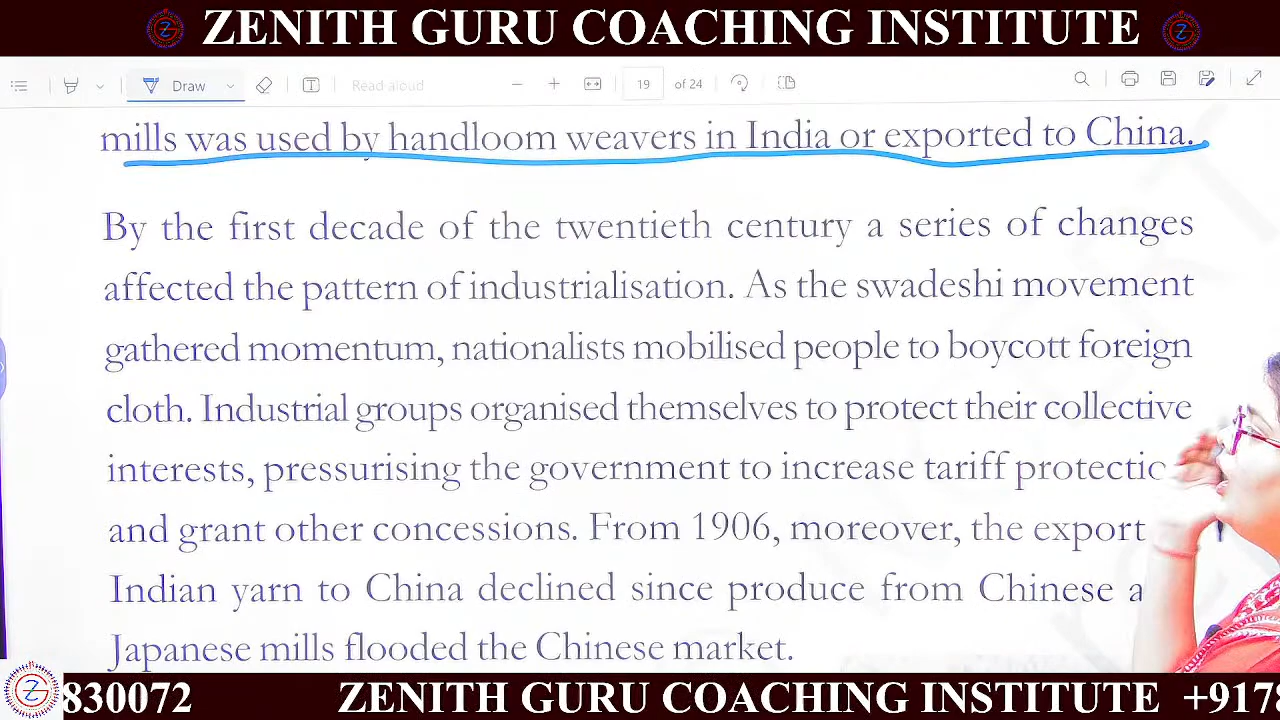 ZENITH GURU COACHING INSTITUTE
Draw
Read aloud
19 of 24
mills was used by handloom weavers in India or exported to China.
By the first decade of the twentieth century a series of changes
affected the pattern of industrialisation. As the swadeshi movement
gathered momentum, nationalists mobilised people to boycott foreign
cloth. Industrial groups organised themselves to protect their collective
interests, pressurising the government to increase tariff protectio
and grant other concessions. From 1906, moreover, the export
Indian yarn to China declined since produce from Chinese a
Japanese mills flooded the Chinese market.
830072 ZENITH GURU COACHING INSTITUTE +917